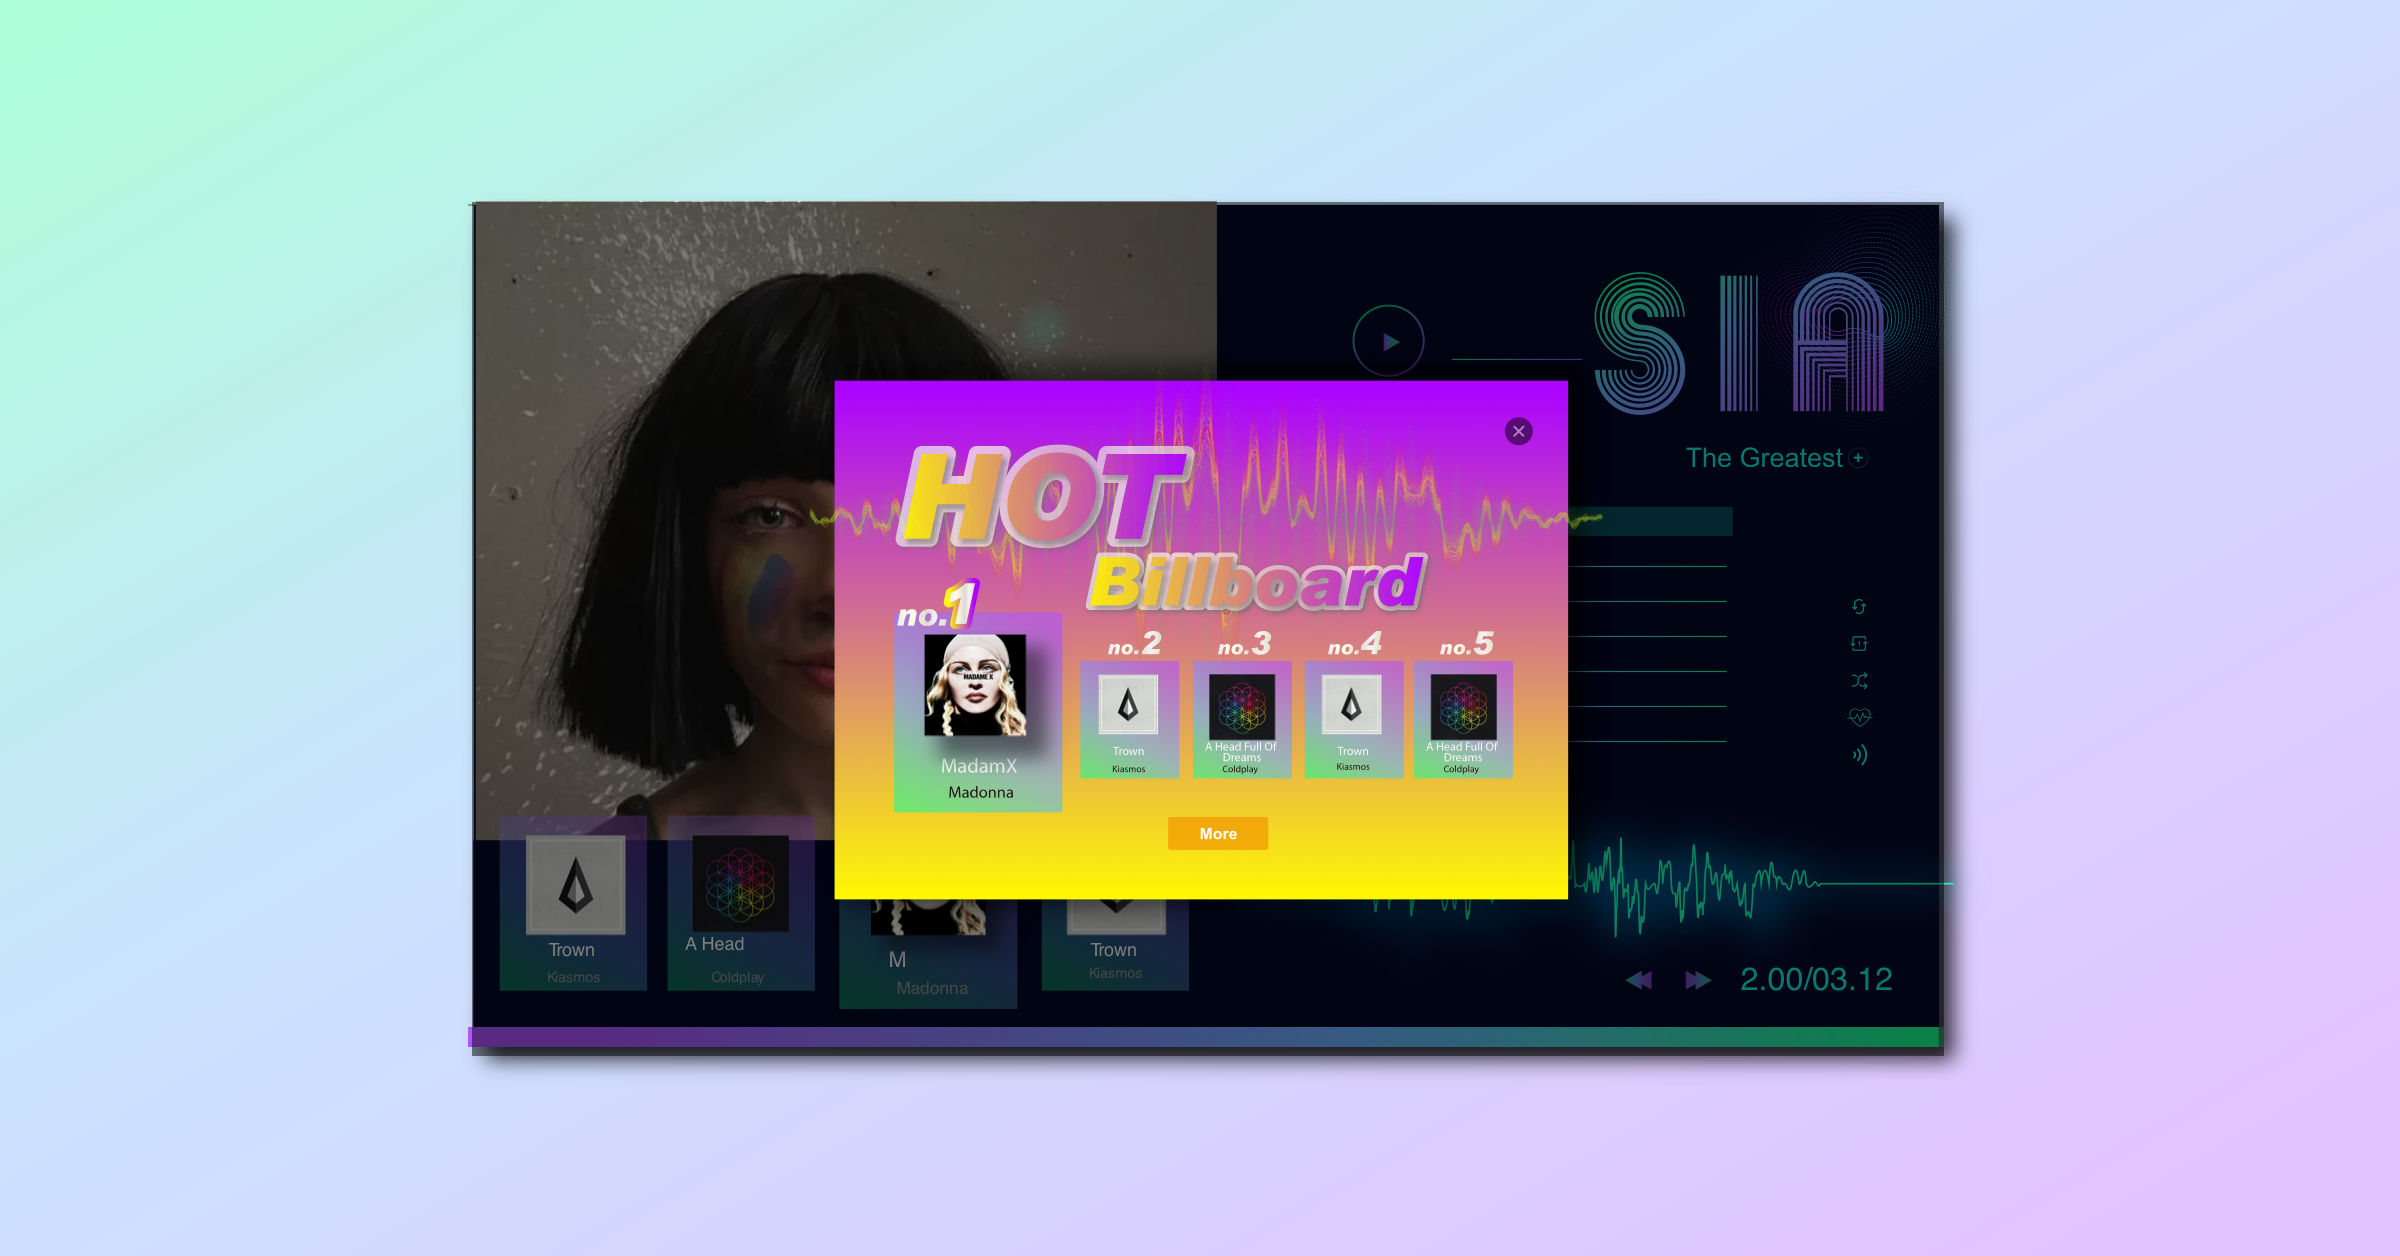 SIA
The Greatest
HOT
Billboard
no.1
MADAME X
MadamX
Madonna
no.2
Trown
Kiasmos
no.3
A Head Full Of
Dreams
Coldplay
no.4
Trown
Kiasmos
no.5
A Head Full Of
Dreams
Coldplay
More
Trown
Kiasmos
A Head
Coldplay
M
Madonna
Trown
Kiasmos
2.00/03.12